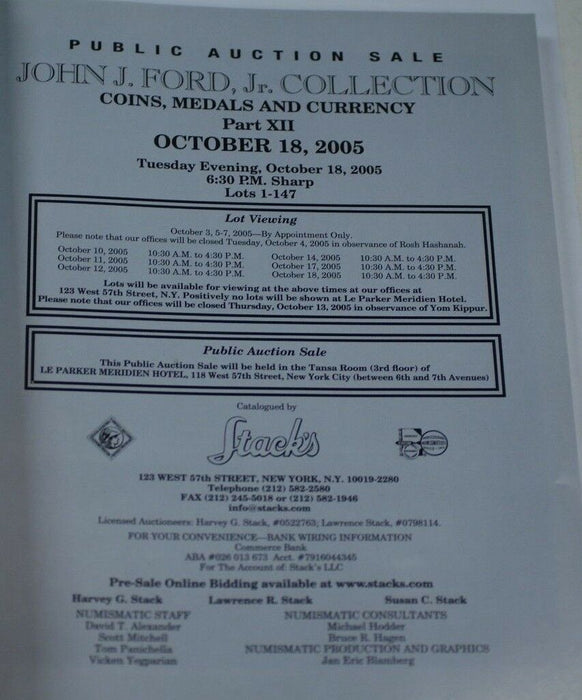 PUBLIC AUCTION SALE
JOHN J. FORD, Jr. COLLECTION
COINS, MEDALS AND CURRENCY
Part XII
OCTOBER 18, 2005
Tuesday Evening, October 18, 2005
6:30 P.M. Sharp
Lots 1-147
Lot Viewing
October 3, 5-7, 2005—By Appointment Only.
Please note that our offices will be closed Tuesday, October 4, 2005 in observance of Rosh Hashanah.
October 10, 2005 10:30 A.M. to 4:30 P.M. October 14, 2005 10:30 A.M. to 4:30 P.M.
October 11, 2005 10:30 A.M. to 4:30 P.M. October 17, 2005 10:30 A.M. to 4:30 P.M.
October 12, 2005 10:30 A.M. to 4:30 P.M. October 18, 2005 10:30 A.M. to 4:30 P.M.
Lots will be available for viewing at the above times at our offices at
123 West 57th Street, N.Y. Positively no lots will be shown at Le Parker Meridien Hotel.
Please note that our offices will be closed Thursday, October 13, 2005 in observance of Yom Kippur.
Public Auction Sale
This Public Auction Sale will be held in the Tansa Room (3rd floor) of
LE PARKER MERIDIEN HOTEL, 118 West 57th Street, New York City (between 6th and 7th Avenues)
Catalogued by
Stack's
123 WEST 57th STREET, NEW YORK, N.Y. 10019-2280
Telephone (212) 582-2580
FAX (212) 245-5018 or (212) 582-1946
info@stacks.com
Licensed Auctioneers: Harvey G. Stack, #0522763; Lawrence Stack, #0798114.
FOR YOUR CONVENIENCE—BANK WIRING INFORMATION
Commerce Bank
ABA #026 013 673 Acct. #7916044345
For The Account of: Stack's LLC
Pre-Sale Online Bidding available at www.stacks.com
Harvey G. Stack Lawrence R. Stack Susan C. Stack
NUMISMATIC STAFF NUMISMATIC CONSULTANTS
David T. Alexander Michael Hodder
Scott Mitchell Bruce R. Hagen
Tom Panichella NUMISMATIC PRODUCTION AND GRAPHICS
Vicken Yegparian Jan Eric Blamberg